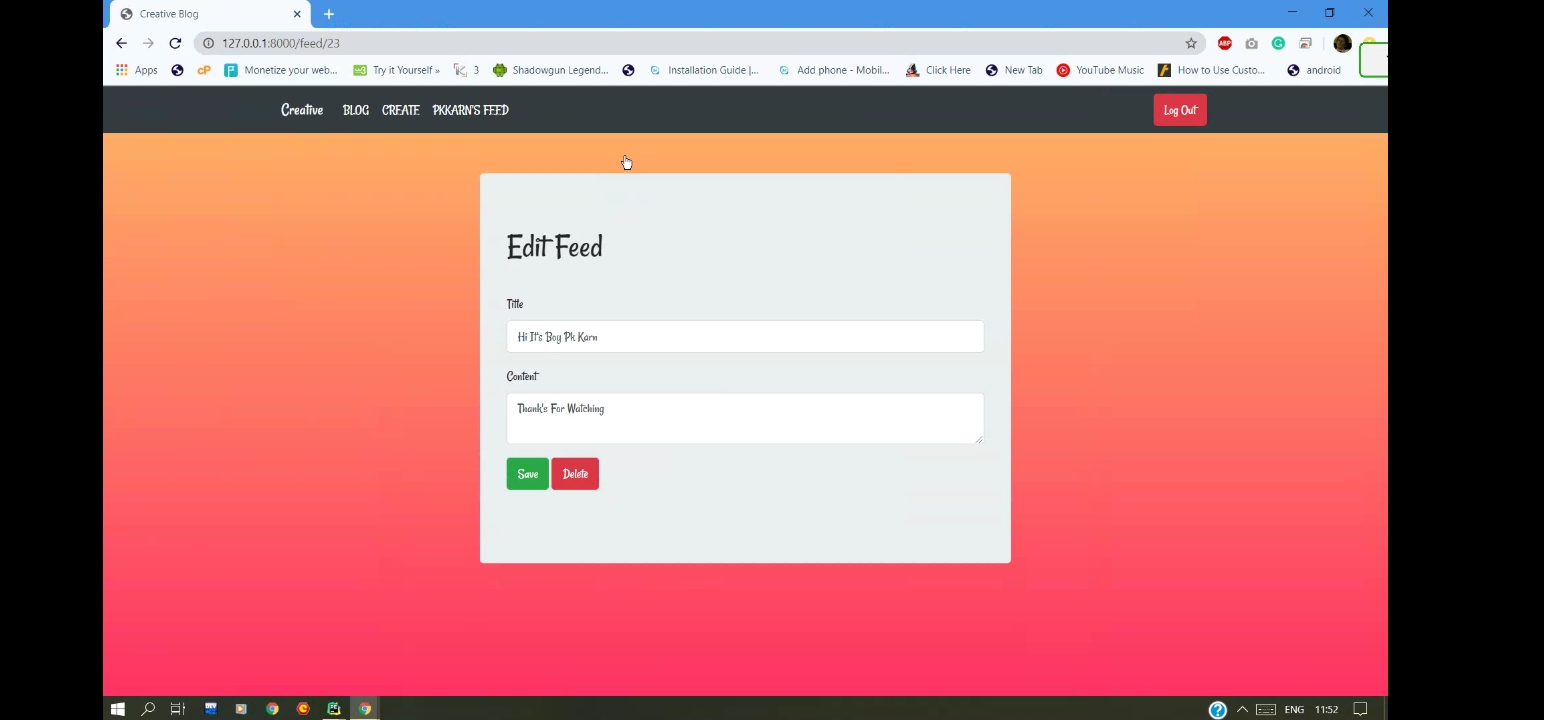 Creative Blog
127.0.0.1:8000/feed/23
Apps
cP
Monetize your web...
Try it Yourself »
3
Shadowgun Legend...
Installation Guide |...
Add phone - Mobil...
Click Here
New Tab
YouTube Music
How to Use Custo...
android
Creative BLOG CREATE PKKARN'S FEED Log Out
Edit Feed
Title
Hi It's Boy Pk Karn
Content
Thank's For Watching
Save Delete
ENG 11:52